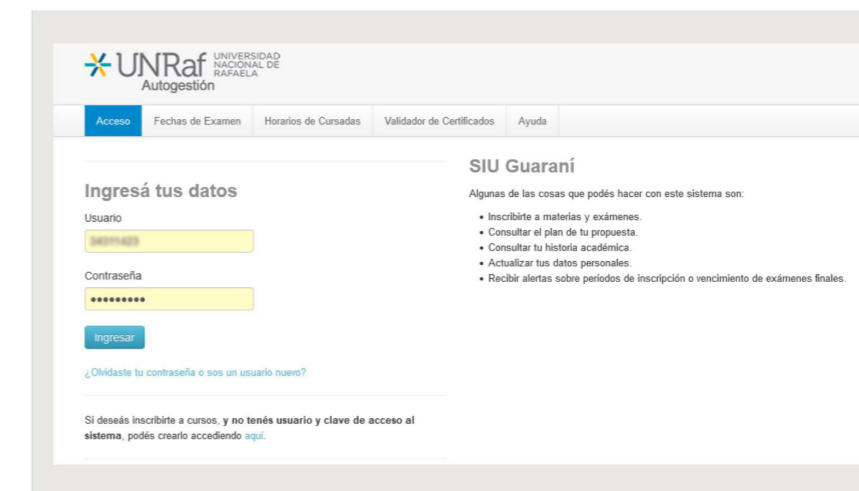 UNRaf UNIVERSIDAD
NACIONAL DE
RAFAELA
Autogestión
Acceso Fechas de Examen Horarios de Cursadas Validador de Certificados Ayuda
Ingresá tus datos
Usuario
Contraseña
Ingresar
¿Olvidaste tu contraseña o sos un usuario nuevo?
Si deseás inscribirte a cursos, y no tenés usuario y clave de acceso al
sistema, podés crearlo accediendo aquí.
SIU Guaraní
Algunas de las cosas que podés hacer con este sistema son:
• Inscribirte a materias y exámenes.
• Consultar el plan de tu propuesta.
• Consultar tu historia académica.
• Actualizar tus datos personales.
• Recibir alertas sobre períodos de inscripción o vencimiento de exámenes finales.